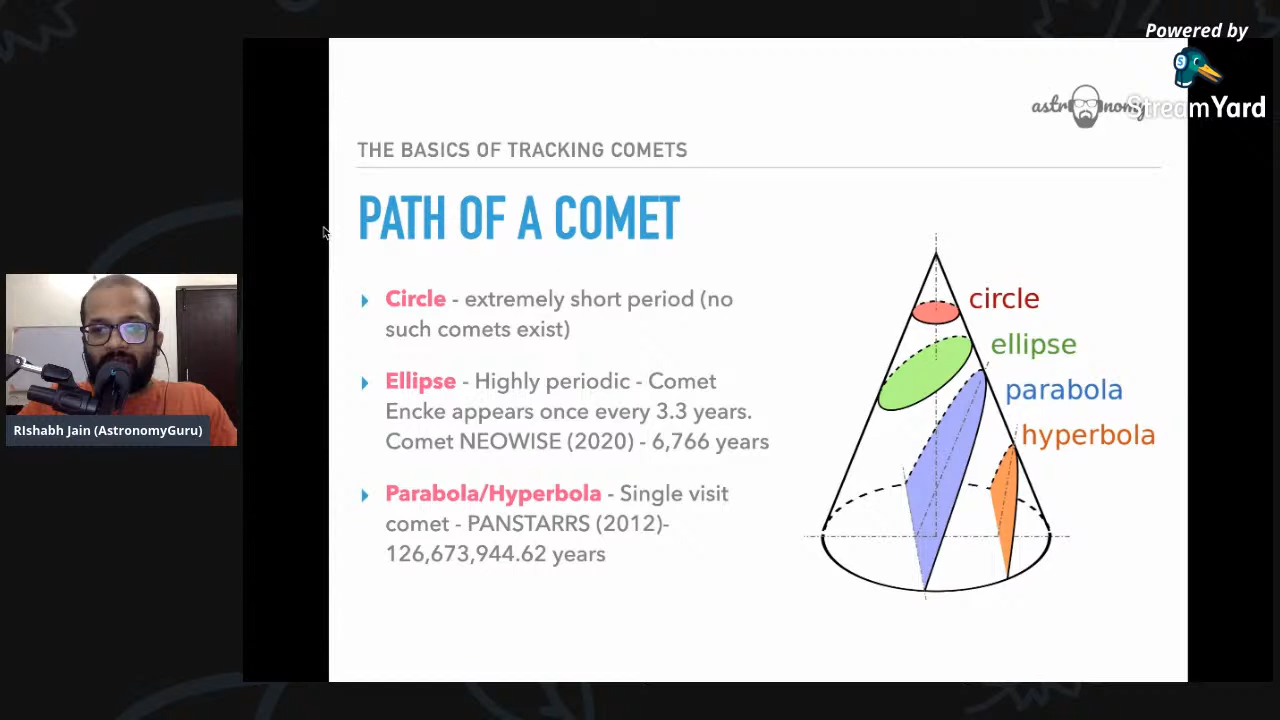 Powered by
StreamYard
astronomy
THE BASICS OF TRACKING COMETS
PATH OF A COMET
Circle - extremely short period (no
such comets exist)
Ellipse - Highly periodic - Comet
Encke appears once every 3.3 years.
Comet NEOWISE (2020) - 6,766 years
Parabola/Hyperbola - Single visit
comet - PANSTARRS (2012)-
126,673,944.62 years
circle
ellipse
parabola
hyperbola
RIshabh Jain (AstronomyGuru)